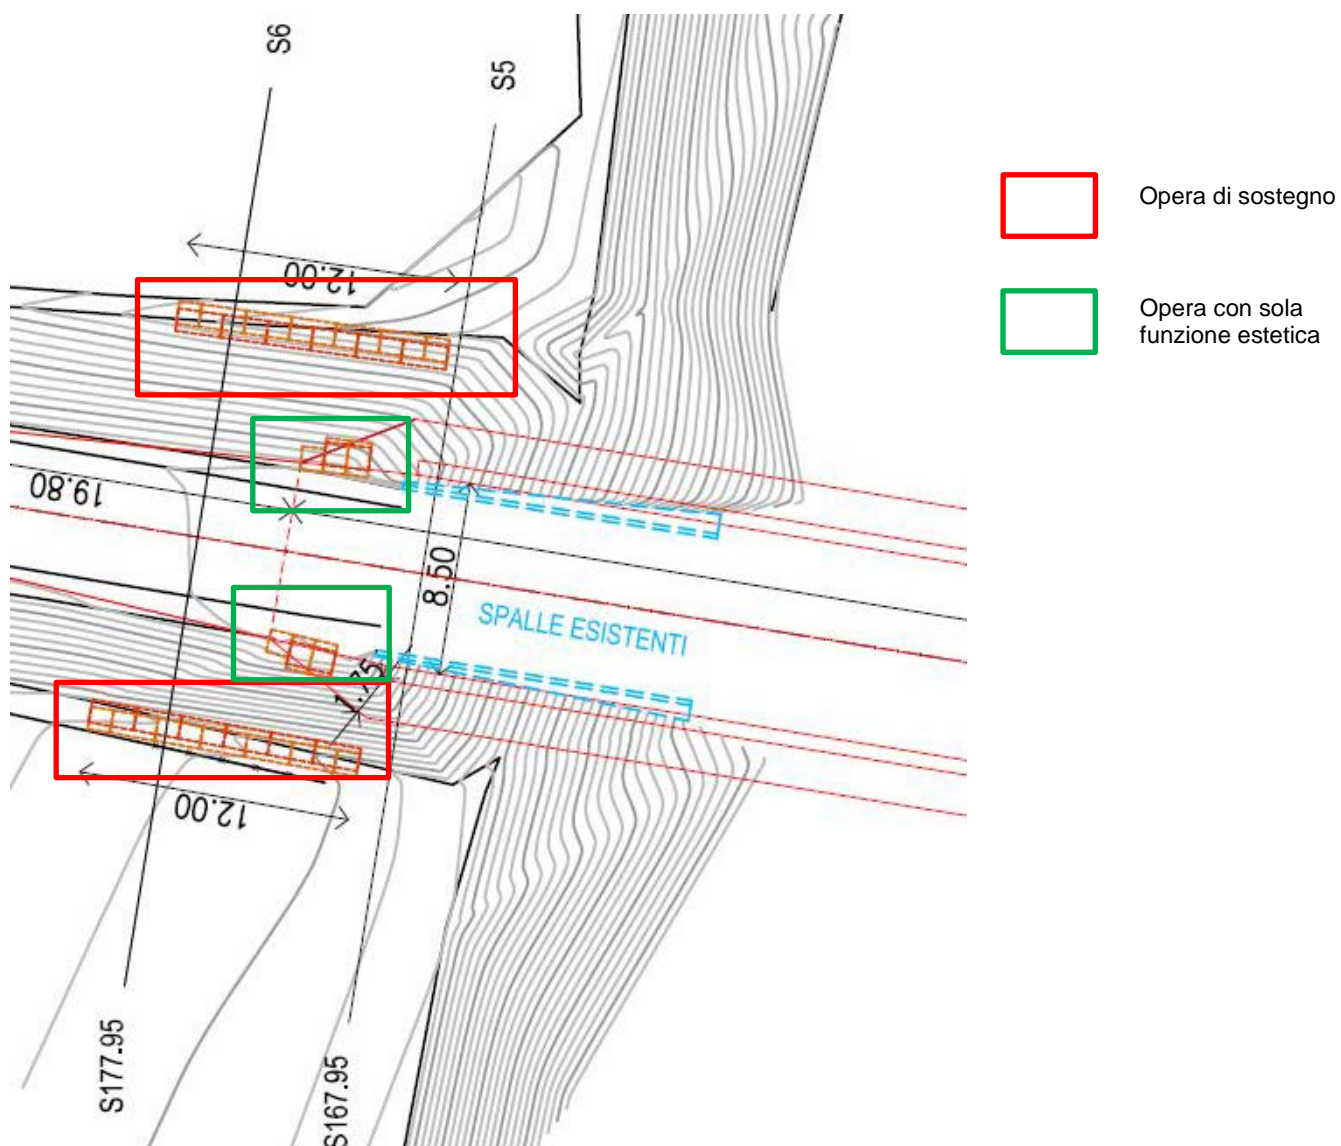 S6
S5
12.00
Opera di sostegno
Opera con sola
funzione estetica
19.80
8.50
SPALLE ESISTENTI
1.75
12.00
S177.95
S167.95